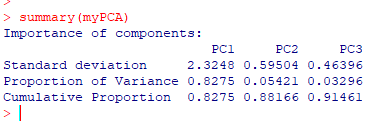 >
> summary(myPCA)
Importance of components:
PC1 PC2 PC3
Standard deviation 2.3248 0.59504 0.46396
Proportion of Variance 0.8275 0.05421 0.03296
Cumulative Proportion 0.8275 0.88166 0.91461
>